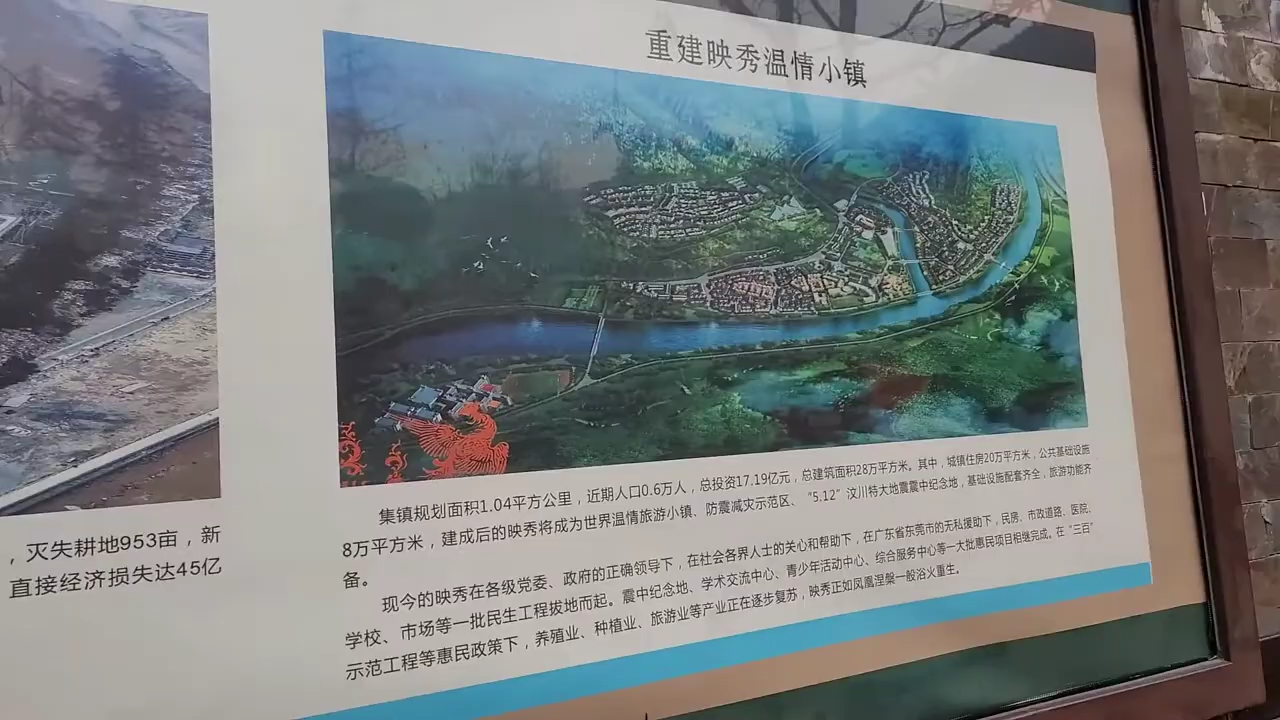 重建映秀温情小镇
集镇规划面积1.04平方公里，近期人口0.6万人，总投资17.19亿元，总建筑面积28万平方米。其中，城镇住房20万平方米，公共基础设施
8万平方米，建成后的映秀将成为世界温情旅游小镇、防震减灾示范区、“5.12”汶川特大地震震中纪念地，基础设施配套齐全，旅游功能齐
备。
现今的映秀在各级党委、政府的正确领导下，在社会各界人士的关心和帮助下，在广东省东莞市的无私援助下，民房、市政道路、医院、
学校、市场等一批民生工程拔地而起。震中纪念地、学术交流中心、青少年活动中心、综合服务中心等一大批惠民项目相继完成。在“三百”
示范工程等惠民政策下，养殖业、种植业、旅游业等产业正在逐步复苏，映秀正如凤凰涅槃一般浴火重生。
，灭失耕地953亩，新
直接经济损失达45亿